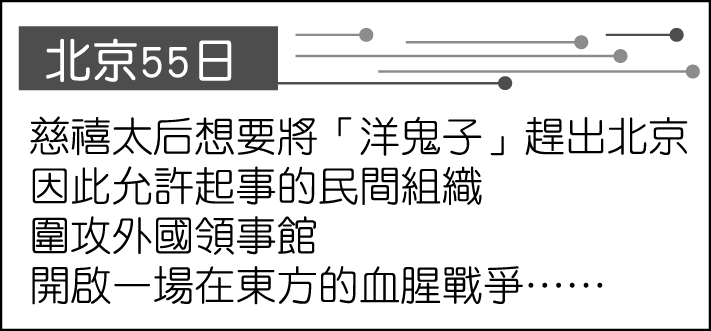 北京55日
慈禧太后想要將「洋鬼子」趕出北京
因此允許起事的民間組織
圍攻外國領事館
開啟一場在東方的血腥戰爭……